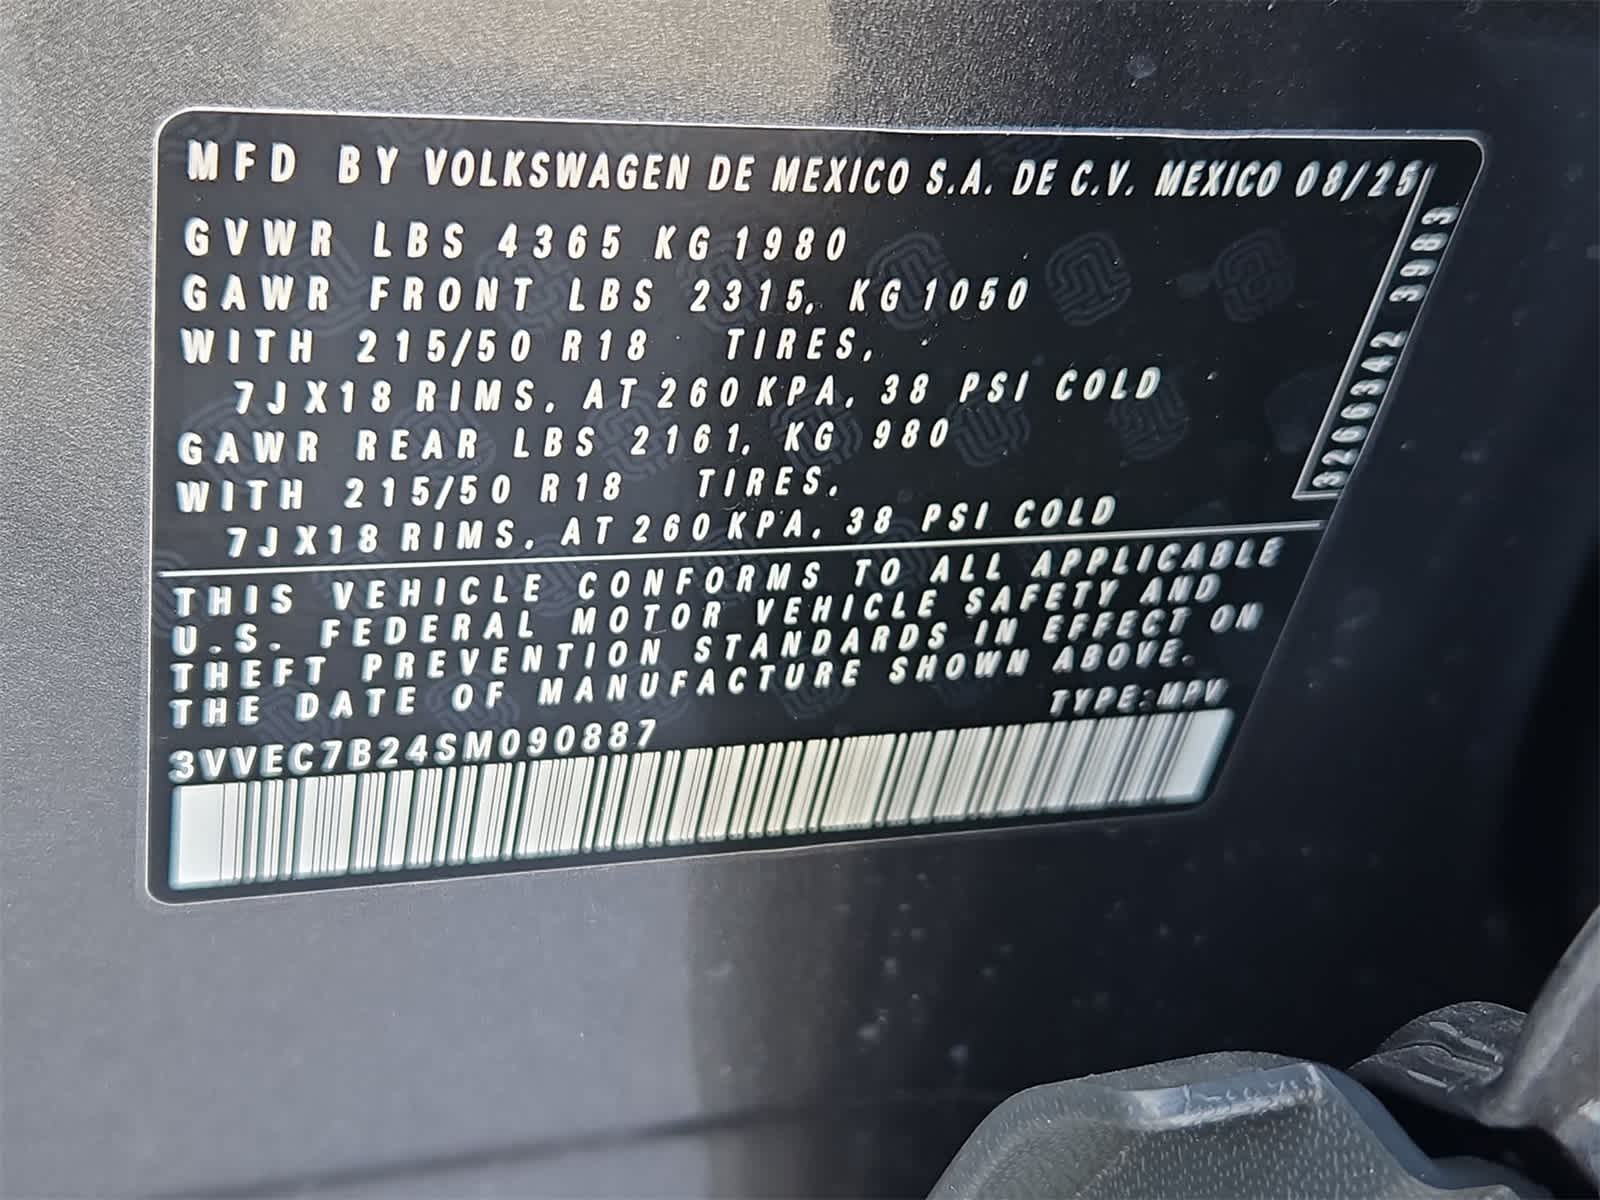 MFD BY VOLKSWAGEN DE MEXICO S.A. DE C.V. MEXICO 08/25
GVWR LBS 4365 KG 1980
GAWR FRONT LBS 2315, KG 1050
WITH 215/50 R18 TIRES,
7JX18 RIMS, AT 260 KPA, 38 PSI COLD
GAWR REAR LBS 2161, KG 980
WITH 215/50 R18 TIRES,
7JX18 RIMS, AT 260 KPA, 38 PSI COLD
3266342 3983
THIS VEHICLE CONFORMS TO ALL APPLICABLE
U.S. FEDERAL MOTOR VEHICLE SAFETY AND
THEFT PREVENTION STANDARDS IN EFFECT ON
THE DATE OF MANUFACTURE SHOWN ABOVE.
TYPE:MPV
3VVEC7B24SM090887